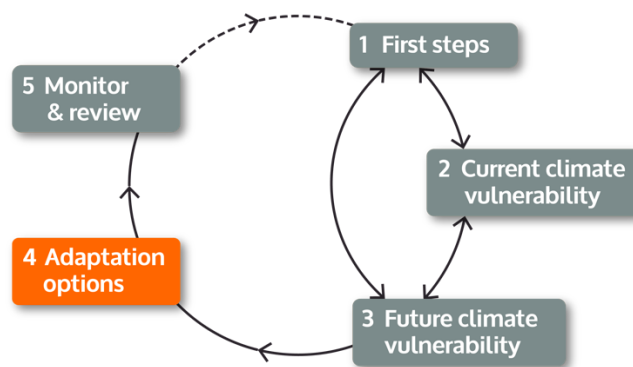 1 First steps
2 Current climate
vulnerability
3 Future climate
vulnerability
4 Adaptation
options
5 Monitor
& review